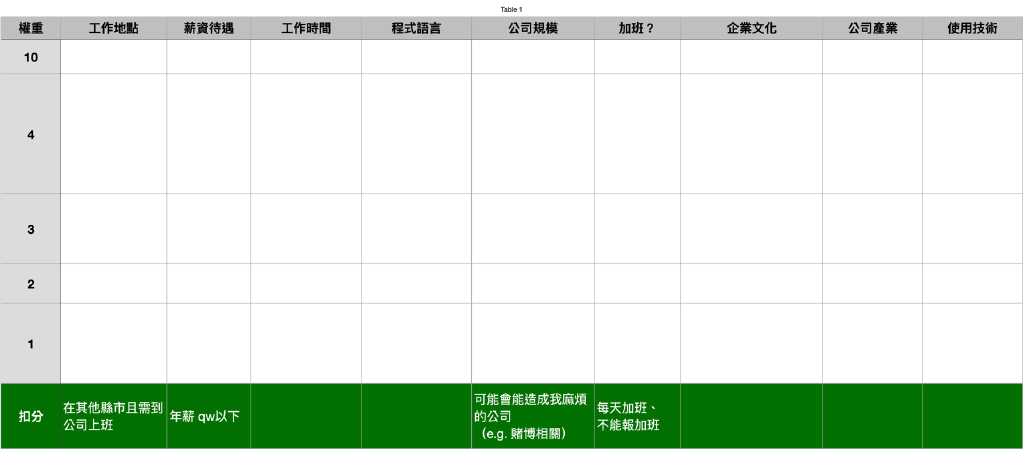 Table 1
權重 工作地點 薪資待遇 工作時間 程式語言 公司規模 加班？ 企業文化 公司產業 使用技術
10
4
3
2
1
扣分
在其他縣市且需到
公司上班
年薪 qw以下
可能會能造成我麻煩
的公司
（e.g. 賭博相關）
每天加班、
不能報加班